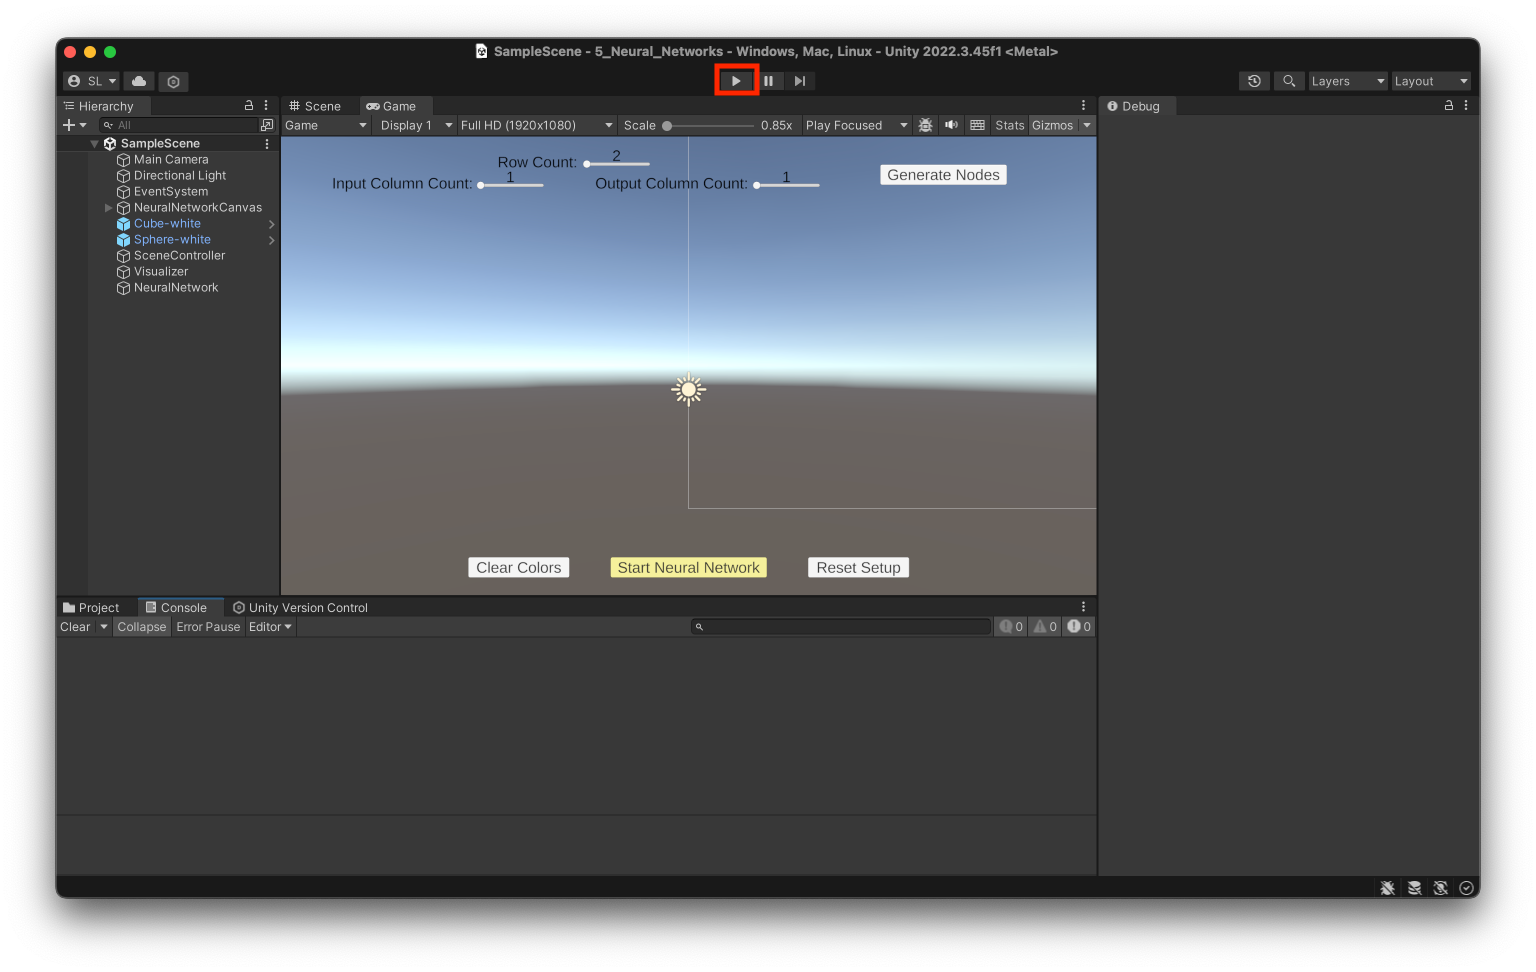 SampleScene - 5_Neural_Networks - Windows, Mac, Linux - Unity 2022.3.45f1 <Metal>
SL
Layers
Layout
Hierarchy
All
SampleScene
Main Camera
Directional Light
EventSystem
NeuralNetworkCanvas
Cube-white
Sphere-white
SceneController
Visualizer
NeuralNetwork
Scene
Game
Game
Display 1
Full HD (1920x1080)
Scale
0.85x
Play Focused
Stats
Gizmos
Row Count:
2
Input Column Count:
1
Output Column Count:
1
Generate Nodes
Clear Colors
Start Neural Network
Reset Setup
Debug
Project
Console
Unity Version Control
Clear
Collapse
Error Pause
Editor
0
0
0